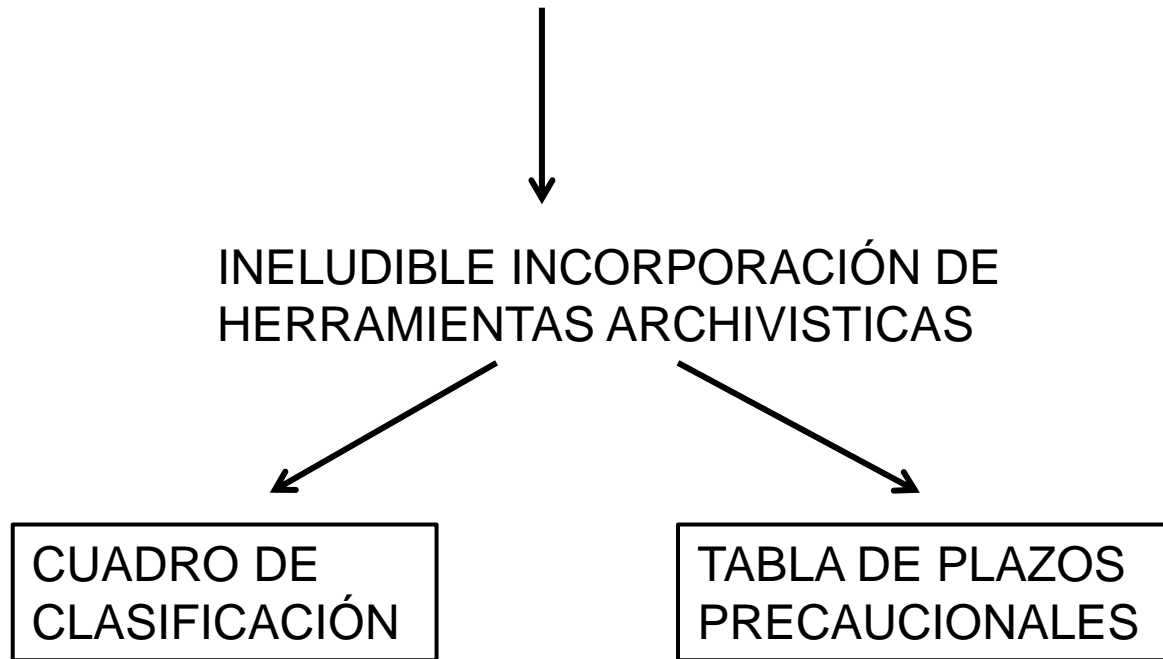 INELUDIBLE INCORPORACIÓN DE
HERRAMIENTAS ARCHIVISTICAS
CUADRO DE
CLASIFICACIÓN
TABLA DE PLAZOS
PRECAUCIONALES